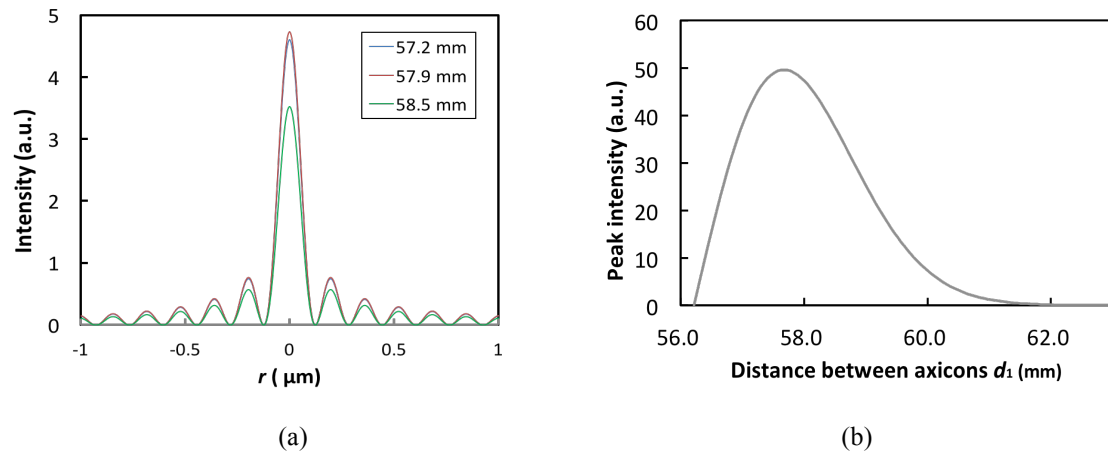 5
4
3
2
1
0
Intensity (a.u.)
57.2 mm
57.9 mm
58.5 mm
-1
-0.5
0
0.5
1
r ( μm)
(a)
60
50
40
30
20
10
0
Peak intensity (a.u.)
56.0
58.0
60.0
62.0
Distance between axicons d1 (mm)
(b)